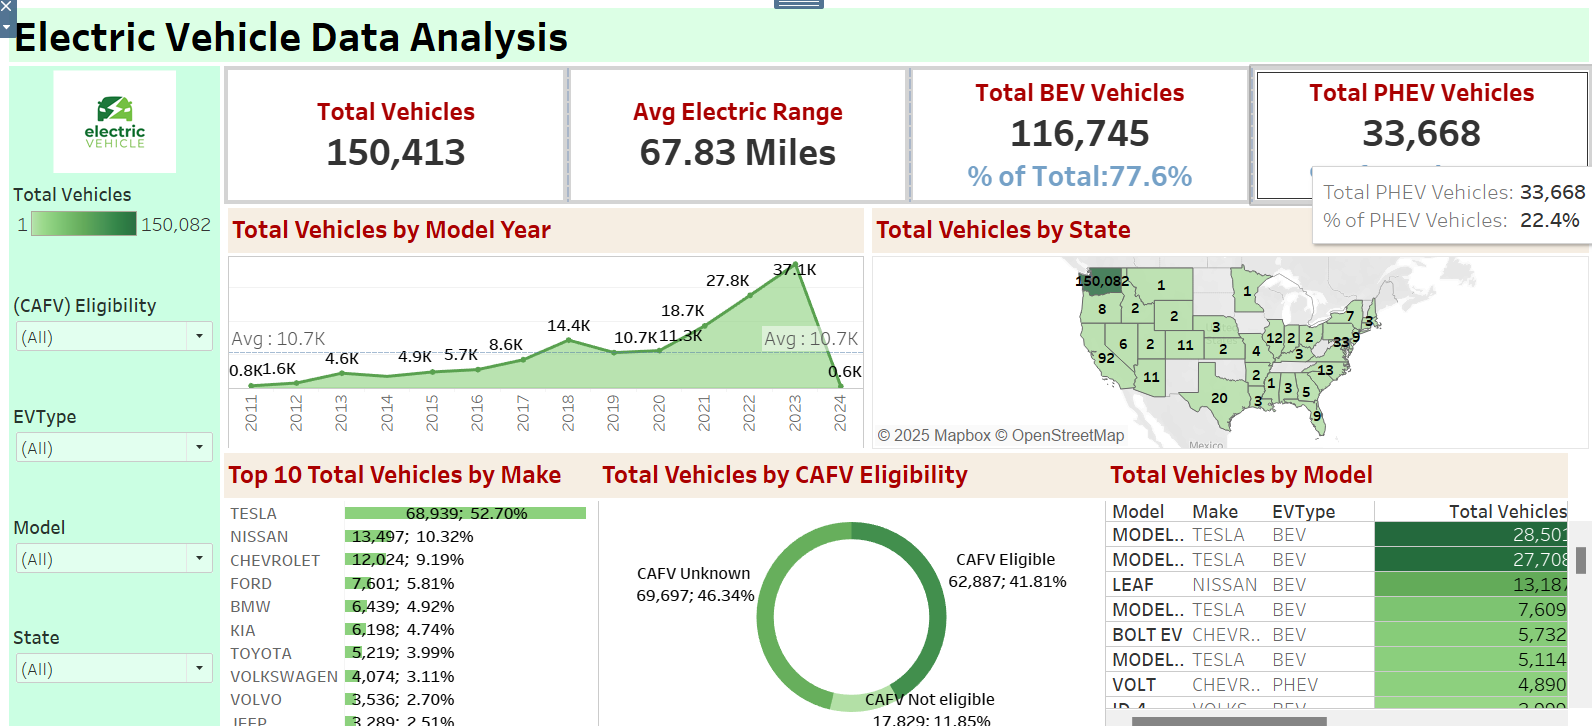 Electric Vehicle Data Analysis
electric
VEHICLE
Total Vehicles
1 150,082
(CAFV) Eligibility
(All)
EVType
(All)
Model
(All)
State
(All)
Total Vehicles
150,413
Avg Electric Range
67.83 Miles
Total BEV Vehicles
116,745
% of Total:77.6%
Total PHEV Vehicles
33,668
Total PHEV Vehicles: 33,668
% of PHEV Vehicles: 22.4%
Total Vehicles by Model Year
37.1K
27.8K
18.7K
14.4K
Avg : 10.7K
10.7K
11.3K
Avg : 10.7K
8.6K
5.7K
4.9K
4.6K
0.8K
1.6K
0.6K
2011
2012
2013
2014
2015
2016
2017
2018
2019
2020
2021
2022
2023
2024
Total Vehicles by State
150,082
1
1
8
2
2
7
3
3
6
2
11
2
4
12
2
2
33
9
92
3
11
2
13
20
1
3
5
3
9
Mexico
© 2025 Mapbox © OpenStreetMap
Top 10 Total Vehicles by Make
TESLA 68,939; 52.70%
NISSAN 13,497; 10.32%
CHEVROLET 12,024; 9.19%
FORD 7,601; 5.81%
BMW 6,439; 4.92%
KIA 6,198; 4.74%
TOYOTA 5,219; 3.99%
VOLKSWAGEN 4,074; 3.11%
VOLVO 3,536; 2.70%
JEEP 3,289; 2.51%
Total Vehicles by CAFV Eligibility
CAFV Unknown
69,697; 46.34%
CAFV Eligible
62,887; 41.81%
CAFV Not eligible
17,829; 11.85%
Total Vehicles by Model
Model Make EVType Total Vehicles
MODEL.. TESLA BEV 28,501
MODEL.. TESLA BEV 27,708
LEAF NISSAN BEV 13,187
MODEL.. TESLA BEV 7,609
BOLT EV CHEVR.. BEV 5,732
MODEL.. TESLA BEV 5,114
VOLT CHEVR.. PHEV 4,890